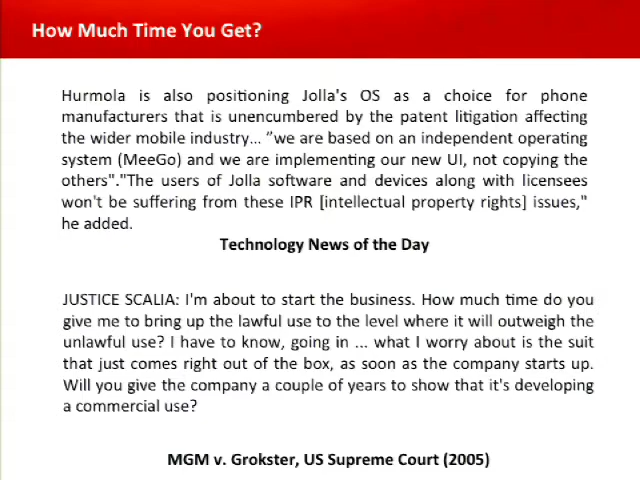 How Much Time You Get?
Hurmola is also positioning Jolla's OS as a choice for phone
manufacturers that is unencumbered by the patent litigation affecting
the wider mobile industry... "we are based on an independent operating
system (MeeGo) and we are implementing our new UI, not copying the
others"."The users of Jolla software and devices along with licensees
won't be suffering from these IPR [intellectual property rights] issues,"
he added.
Technology News of the Day
JUSTICE SCALIA: I'm about to start the business. How much time do you
give me to bring up the lawful use to the level where it will outweigh the
unlawful use? I have to know, going in ... what I worry about is the suit
that just comes right out of the box, as soon as the company starts up.
Will you give the company a couple of years to show that it's developing
a commercial use?
MGM v. Grokster, US Supreme Court (2005)